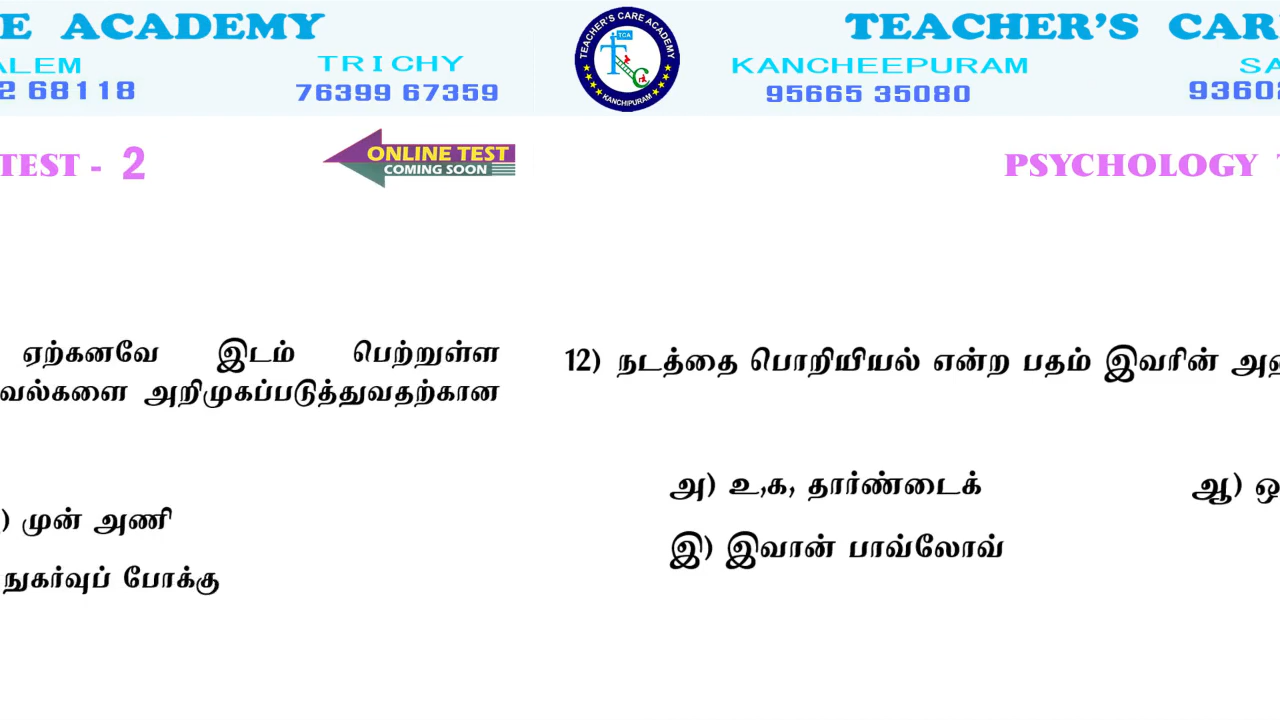 E ACADEMY
ALEM
2 68118
TRICHY
76399 67359
TEACHER'S CARE ACADEMY
TCA
KANCHIPURAM
TEACHER'S CAR
KANCHEEPURAM
95665 35080
SA
9360
TEST - 2
ONLINE TEST
COMING SOON
PSYCHOLOGY
ஏற்கனவே இடம் பெற்றுள்ள
வல்களை அறிமுகப்படுத்துவதற்கான
) முன் அணி
நுகர்வுப் போக்கு
12) நடத்தை பொறியியல் என்ற பதம் இவரின்
அ) உ,க, தார்ண்டைக்
ஆ) ஒ
இ) இவான் பாவ்லோவ்